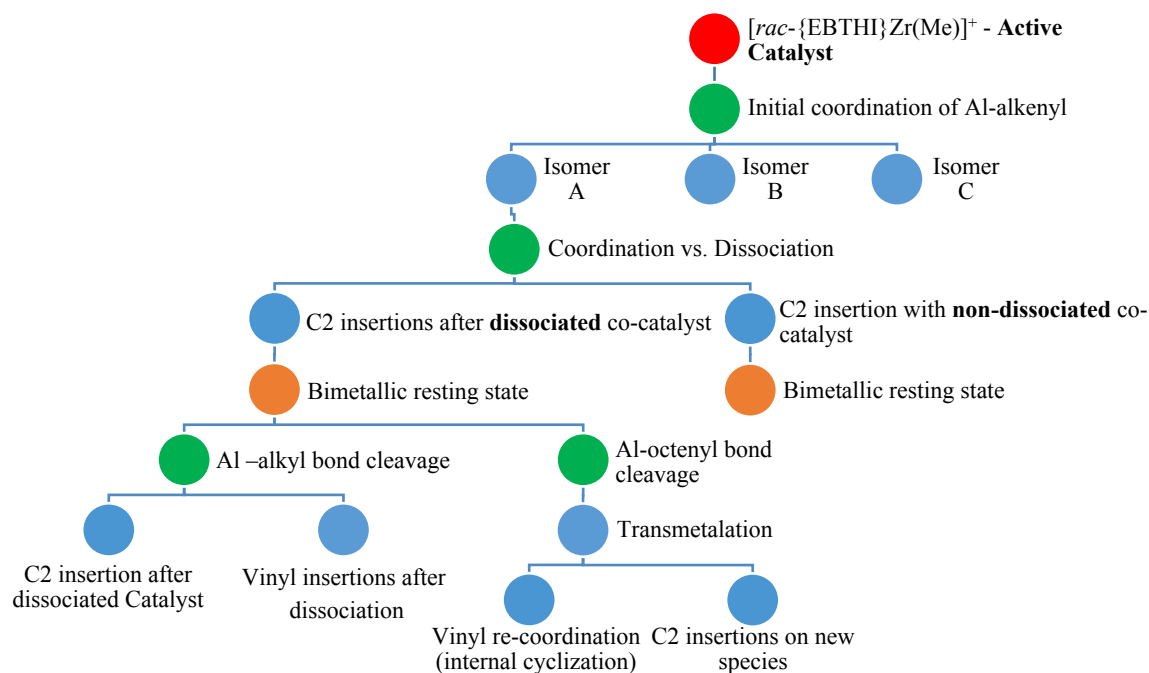 [rac-{EBTHI}Zr(Me)]⁺ - Active
Catalyst
Initial coordination of Al-alkenyl
Isomer
A
Isomer
B
Isomer
C
Coordination vs. Dissociation
C2 insertions after dissociated co-catalyst
C2 insertion with non-dissociated co-
catalyst
Bimetallic resting state
Bimetallic resting state
Al –alkyl bond cleavage
Al-octenyl bond
cleavage
Transmetalation
C2 insertion after
dissociated Catalyst
Vinyl insertions after
dissociation
Vinyl re-coordination
(internal cyclization)
C2 insertions on new
species